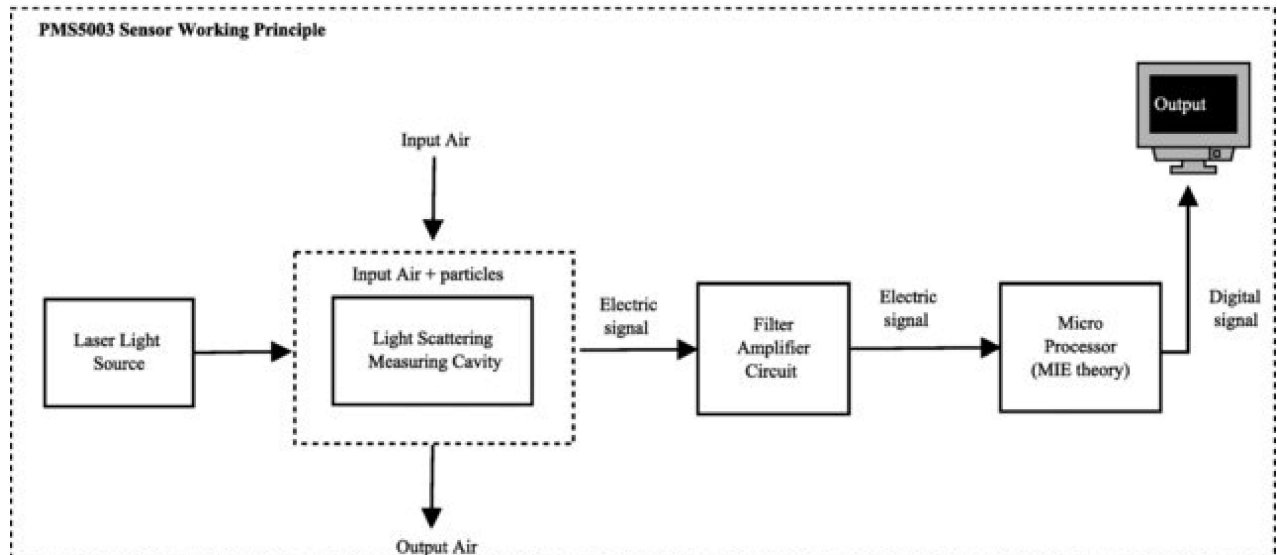 PMS5003 Sensor Working Principle
Output
Input Air
Input Air + particles
Laser Light
Source
Light Scattering
Measuring Cavity
Electric
signal
Filter
Amplifier
Circuit
Electric
signal
Micro
Processor
(MIE theory)
Digital
signal
Output Air